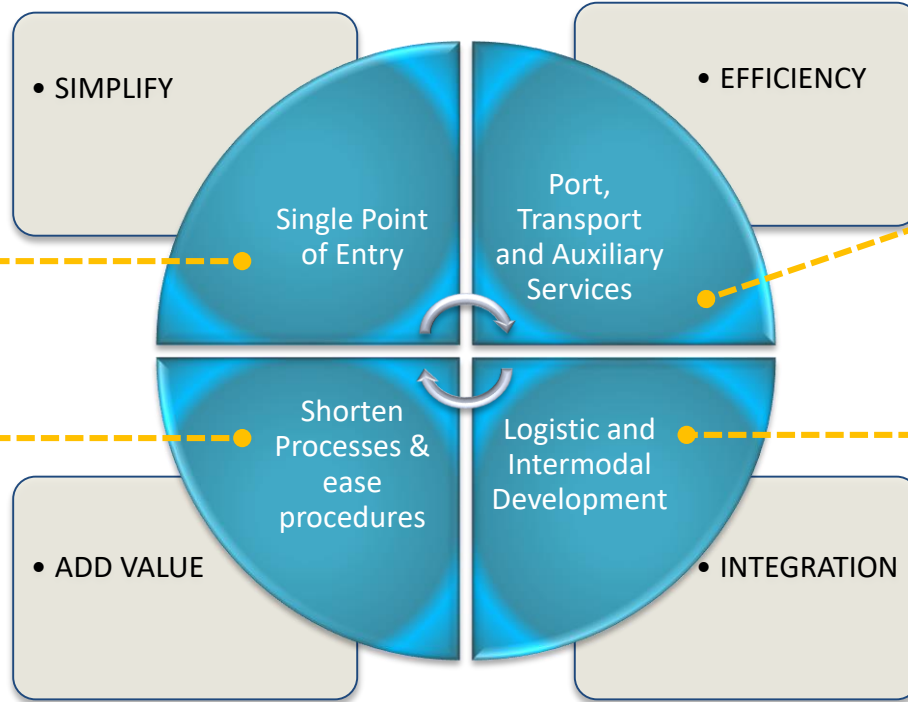 • SIMPLIFY
• EFFICIENCY
Single Point
of Entry
Port,
Transport
and Auxiliary
Services
Shorten
Processes &
ease
procedures
Logistic and
Intermodal
Development
• ADD VALUE
• INTEGRATION